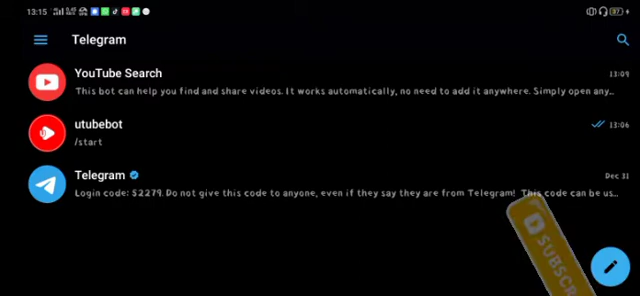 13:15
Telegram
YouTube Search 13:09
This bot can help you find and share videos. It works automatically, no need to add it anywhere. Simply open any...
utubebot 13:06
/start
Telegram Dec 31
Login code: 52279. Do not give this code to anyone, even if they say they are from Telegram! This code can be us...
SUBSCR